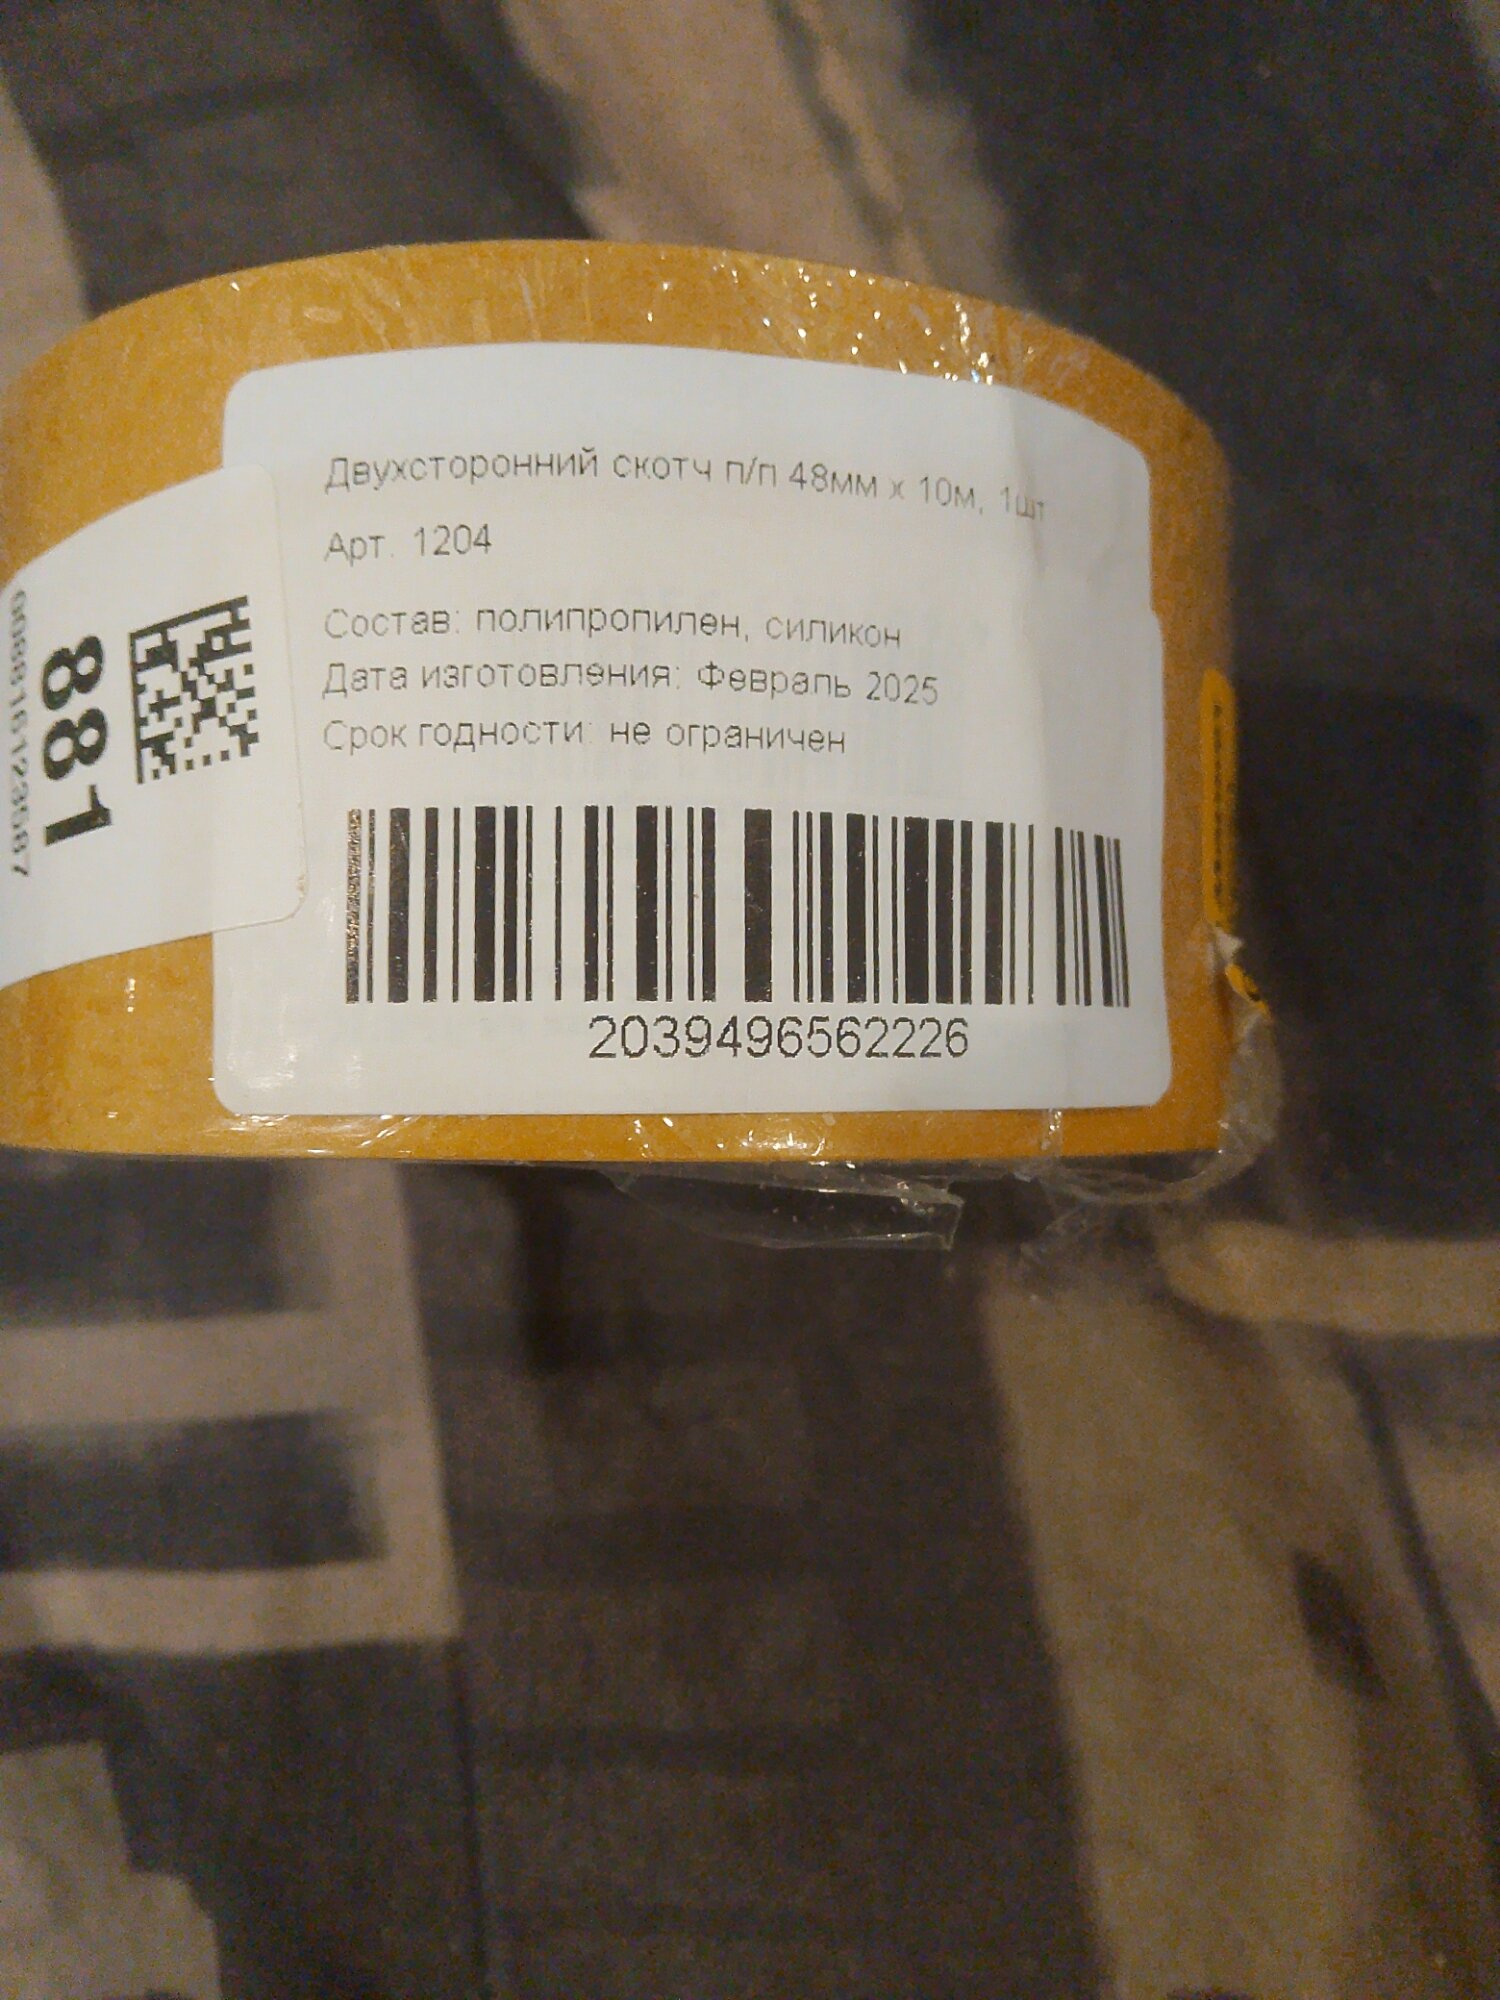 Двухсторонний скотч п/п 48мм х 10м, 1шт
Арт. 1204
Состав: полипропилен, силикон
Дата изготовления: Февраль 2025
Срок годности: не ограничен
2039496562226
881